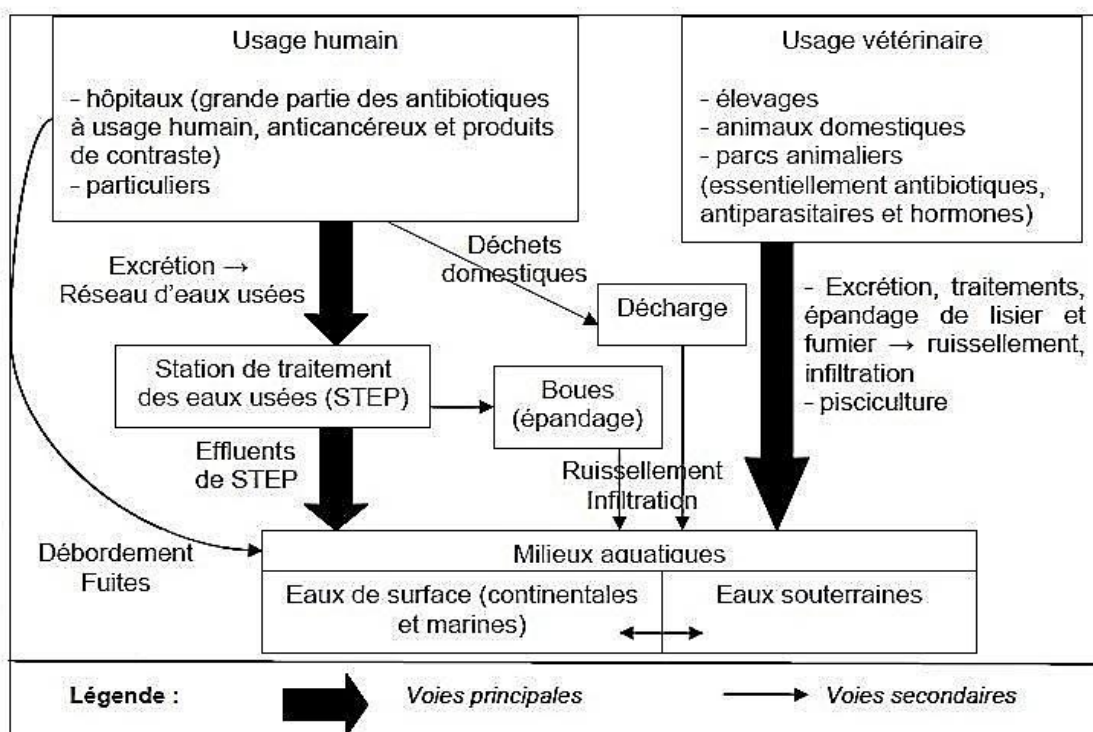 Usage humain
- hôpitaux (grande partie des antibiotiques
à usage humain, anticancéreux et produits
de contraste)
- particuliers
Usage vétérinaire
- élevages
- animaux domestiques
- parcs animaliers
(essentiellement antibiotiques,
antiparasitaires et hormones)
Excrétion →
Réseau d'eaux usées
Déchets
domestiques
Décharge
- Excrétion, traitements,
épandage de lisier et
fumier → ruissellement,
infiltration
- pisciculture
Station de traitement
des eaux usées (STEP)
Boues
(épandage)
Effluents
de STEP
Ruissellement
Infiltration
Débordement
Fuites
Milieux aquatiques
Eaux de surface (continentales
et marines)
Eaux souterraines
Légende :
Voies principales
Voies secondaires